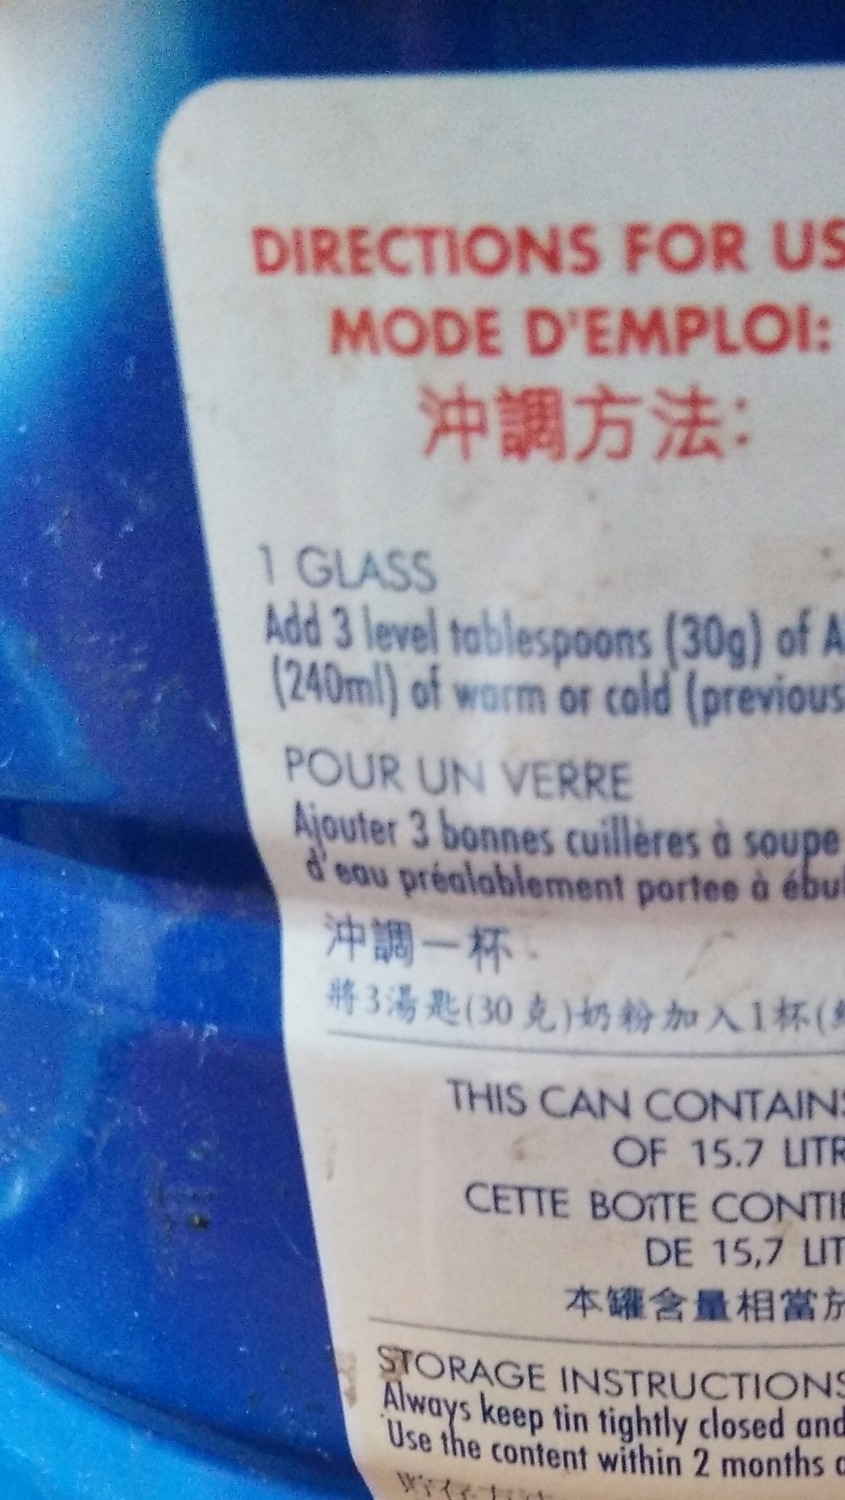 DIRECTIONS FOR US
MODE D'EMPLOI:
沖調方法:
1 GLASS
Add 3 level tablespoons (30g) of A
(240ml) of warm or cold (previous
POUR UN VERRE
Ajouter 3 bonnes cuillères à soupe
d'eau préalablement portee à ébul
沖調一杯
將3湯匙(30克)奶粉加入1杯(
THIS CAN CONTAINS
OF 15.7 LITR
CETTE BOîTE CONTIE
DE 15,7 LIT
本罐含量相當於
STORAGE INSTRUCTIONS
Always keep tin tightly closed and
Use the content within 2 months o